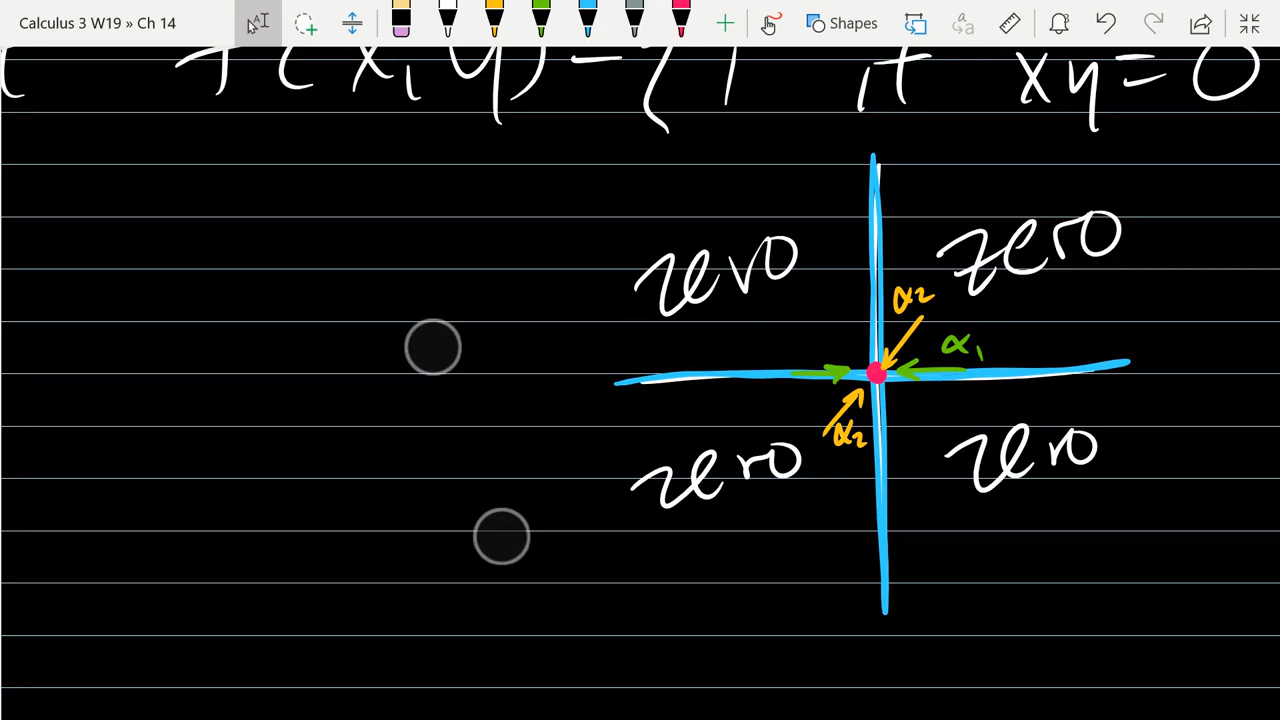 Calculus 3 W19 » Ch 14
Shapes
f(x,y) = { 1 if xy = 0
zero zero
α2
α1
α2
zero zero